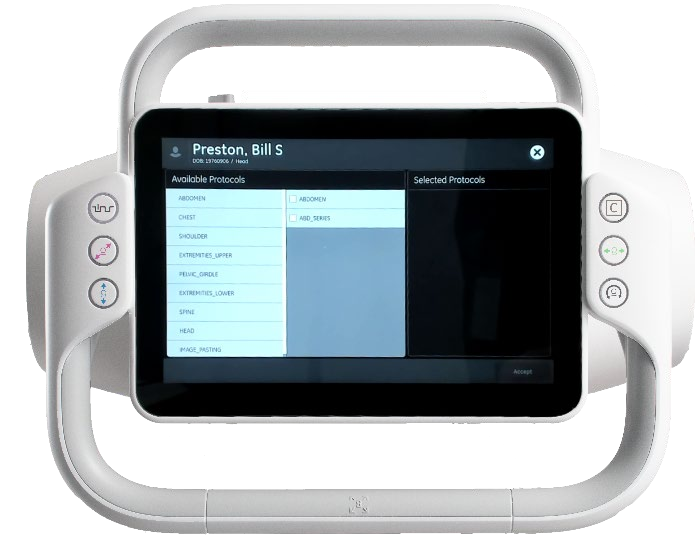 Preston, Bill S
DOB: 19760906 / Head
Available Protocols
Selected Protocols
ABDOMEN
CHEST
SHOULDER
EXTREMITIES_UPPER
PELVIC_GIRDLE
EXTREMITIES_LOWER
SPINE
HEAD
IMAGE_PASTING
ABDOMEN
ABD_SERIES
Accept
C